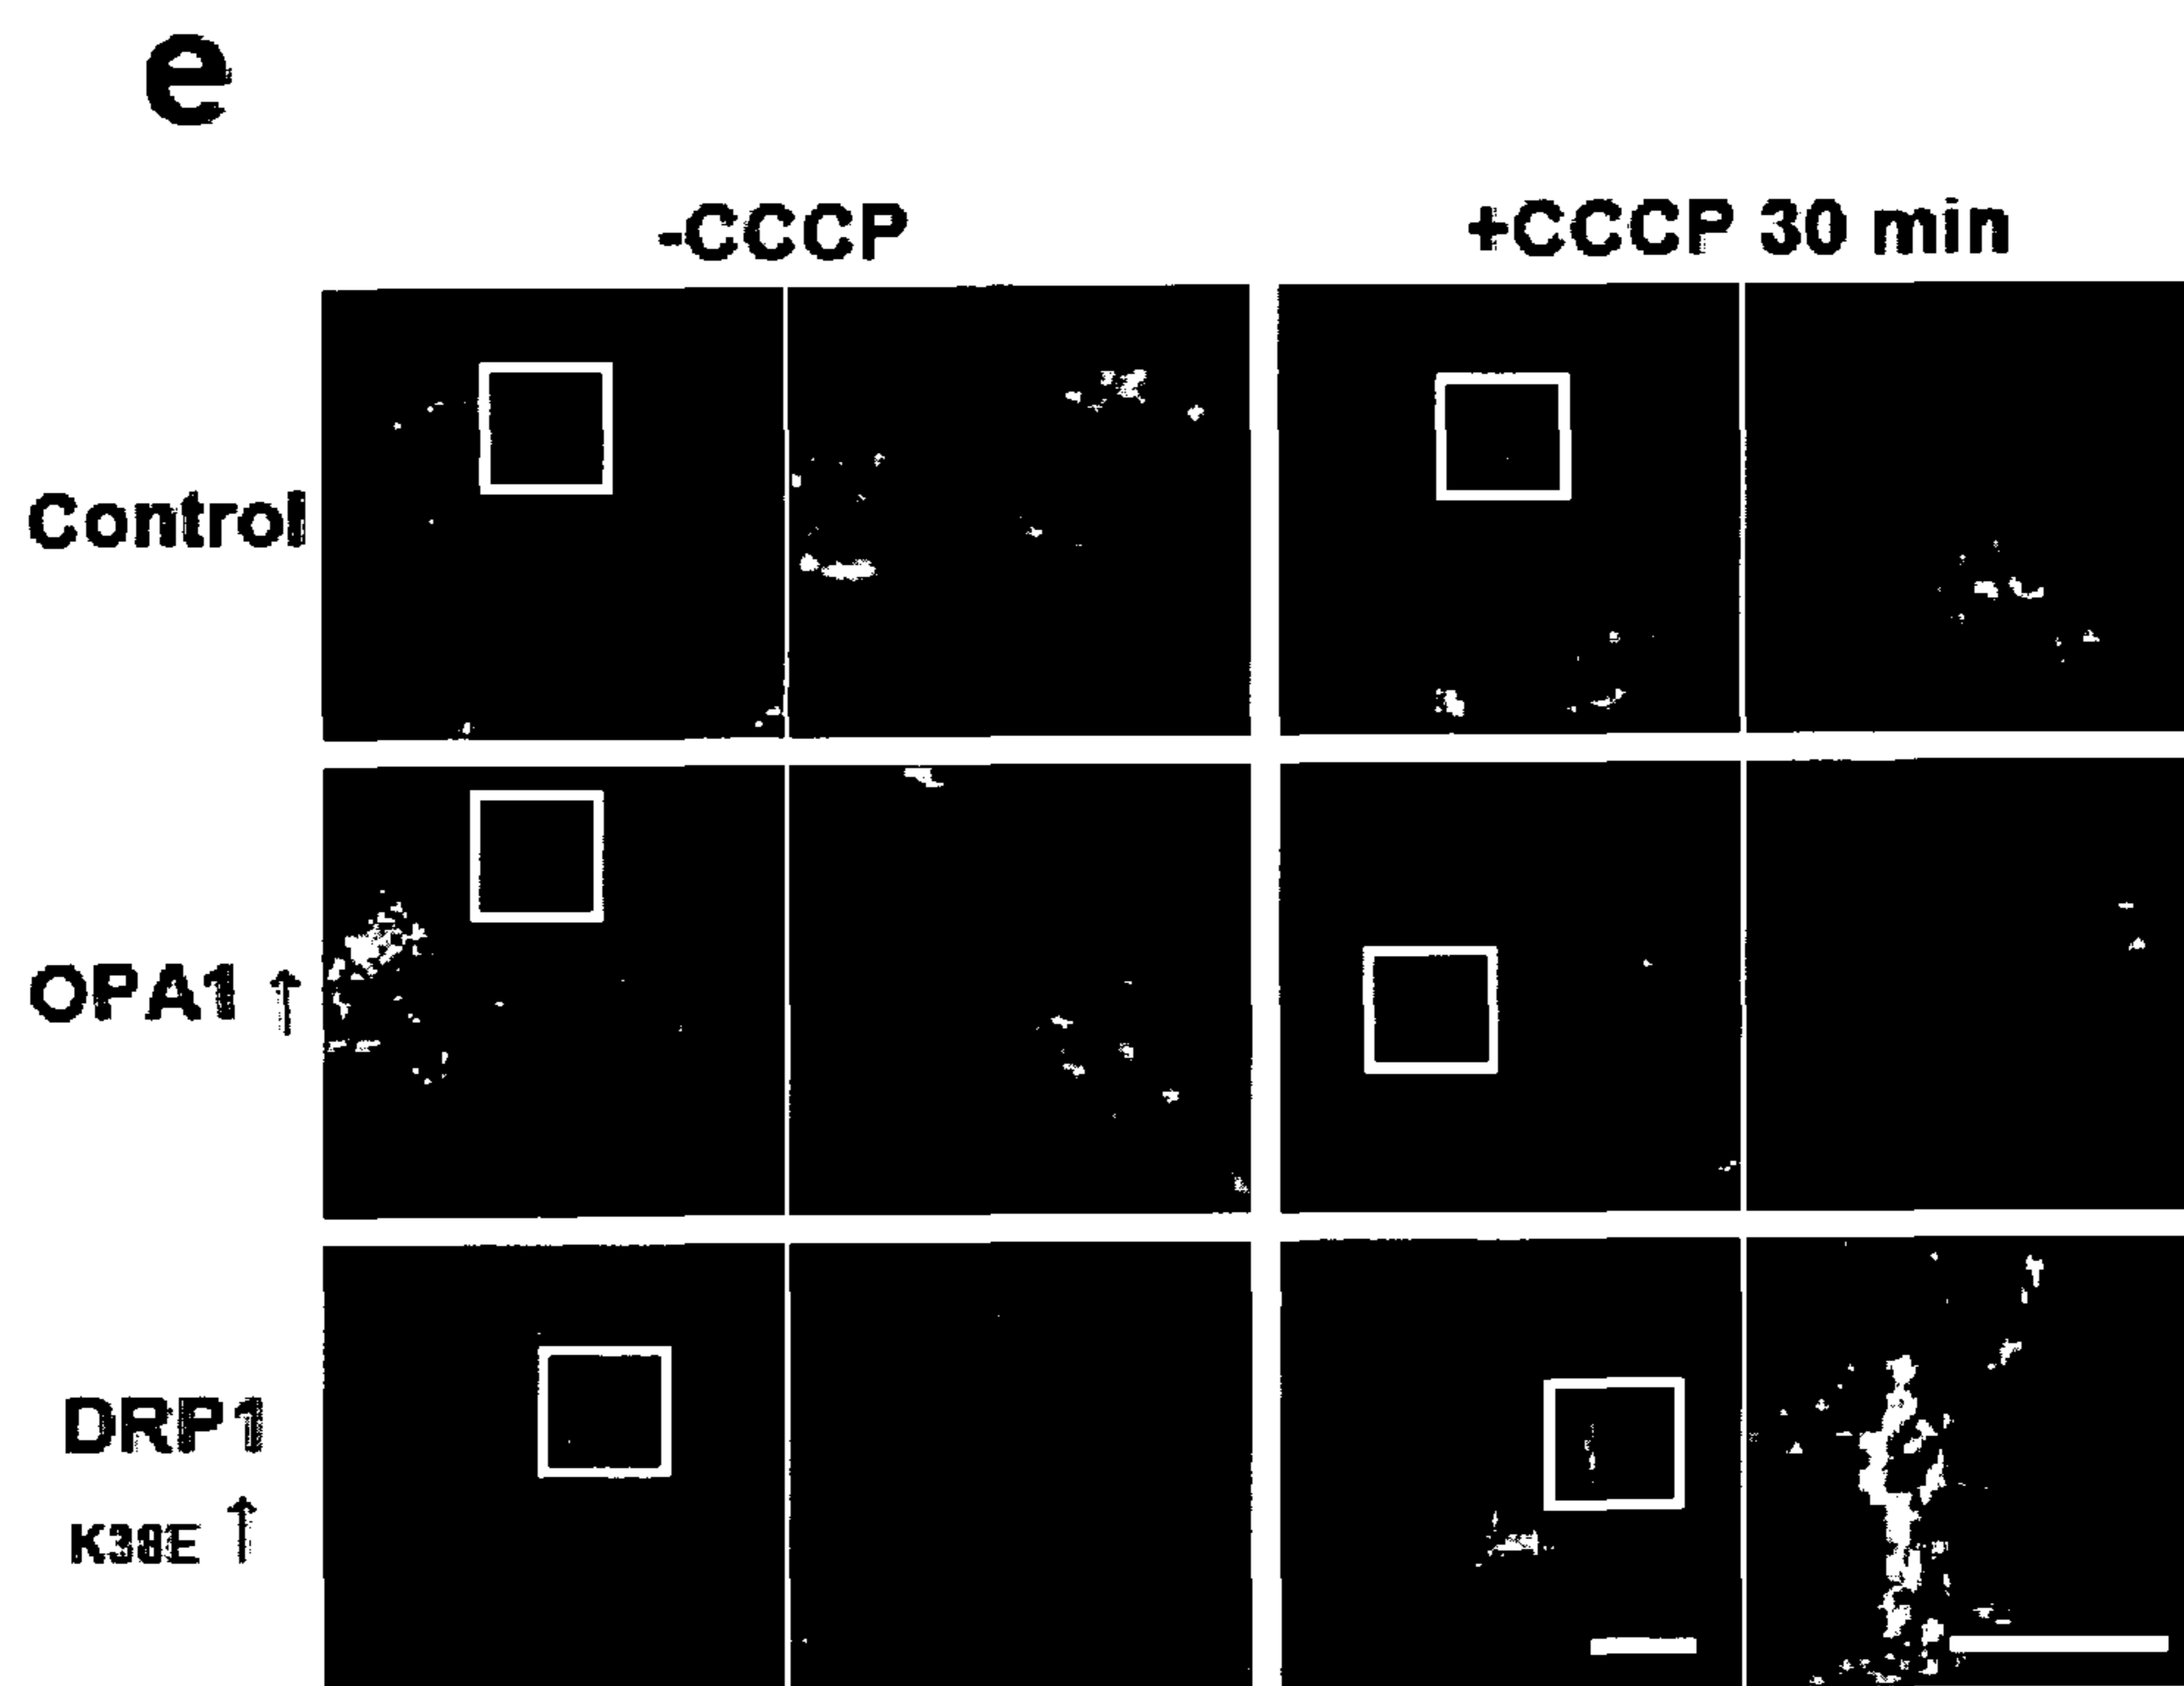 e
-CCCP +CCCP 30 min
Control
OPA1 ↑
DRP1
K38E ↑